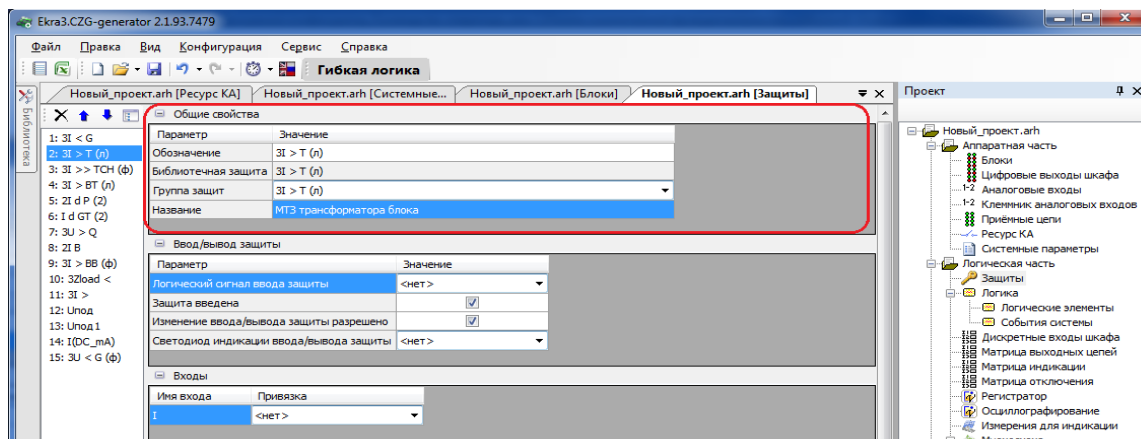 Ekra3.CZG-generator 2.1.93.7479
Файл Правка Вид Конфигурация Сервис Справка
Гибкая логика
Новый_проект.arh [Ресурс КА] Новый_проект.arh [Системные... Новый_проект.arh [Блоки] Новый_проект.arh [Защиты]
Библиотека
1: 3I < G
2: 3I > T (л)
3: 3I >> ТСН (ф)
4: 3I > ВТ (л)
5: 2I d P (2)
6: I d GT (2)
7: 3U > Q
8: 2I B
9: 3I > BB (ф)
10: 3Zload <
11: 3I >
12: Uпод
13: Uпод1
14: I(DC_mA)
15: 3U < G (ф)
Общие свойства
Параметр Значение
Обозначение 3I > T (л)
Библиотечная защита 3I > T (л)
Группа защит 3I > T (л)
Название МТЗ трансформатора блока
Ввод/вывод защиты
Параметр Значение
Логический сигнал ввода защиты <нет>
Защита введена
Изменение ввода/вывода защиты разрешено
Светодиод индикации ввода/вывода защиты <нет>
Входы
Имя входа Привязка
I <нет>
Проект
Новый_проект.arh
Аппаратная часть
Блоки
Цифровые выходы шкафа
1-2 Аналоговые входы
1-2 Клеммник аналоговых входов
Приёмные цепи
Ресурс КА
Системные параметры
Логическая часть
Защиты
Логика
Логические элементы
События системы
Дискретные входы шкафа
Матрица выходных цепей
Матрица индикации
Матрица отключения
Регистратор
Осциллографирование
Измерения для индикации